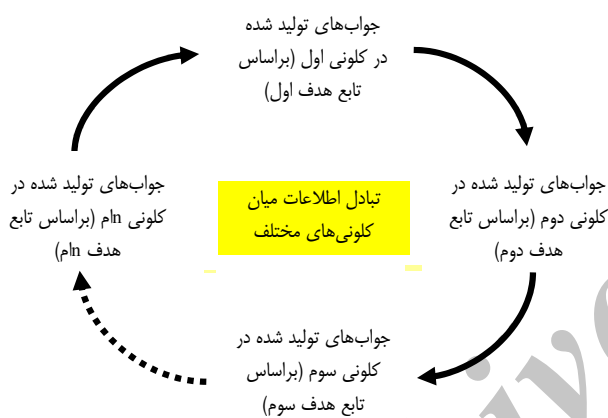 جواب‌های تولید شده
در کلونی اول (براساس
تابع هدف اول)
جواب‌های تولید شده در
کلونی دوم (براساس تابع
هدف دوم)
جواب‌های تولید شده در
کلونی سوم (براساس
تابع هدف سوم)
جواب‌های تولید شده در
کلونی nام (براساس تابع
هدف nام)
تبادل اطلاعات میان
کلونی‌های مختلف